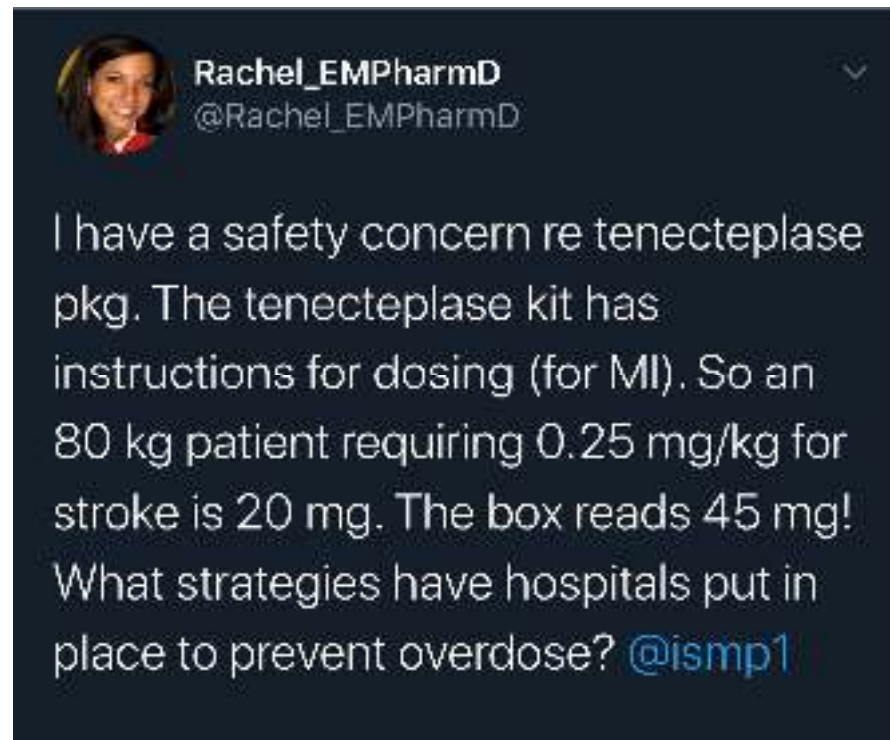 Rachel_EMPharmD
@Rachel_EMPharmD
I have a safety concern re tenecteplase
pkg. The tenecteplase kit has
instructions for dosing (for MI). So an
80 kg patient requiring 0.25 mg/kg for
stroke is 20 mg. The box reads 45 mg!
What strategies have hospitals put in
place to prevent overdose? @ismp1